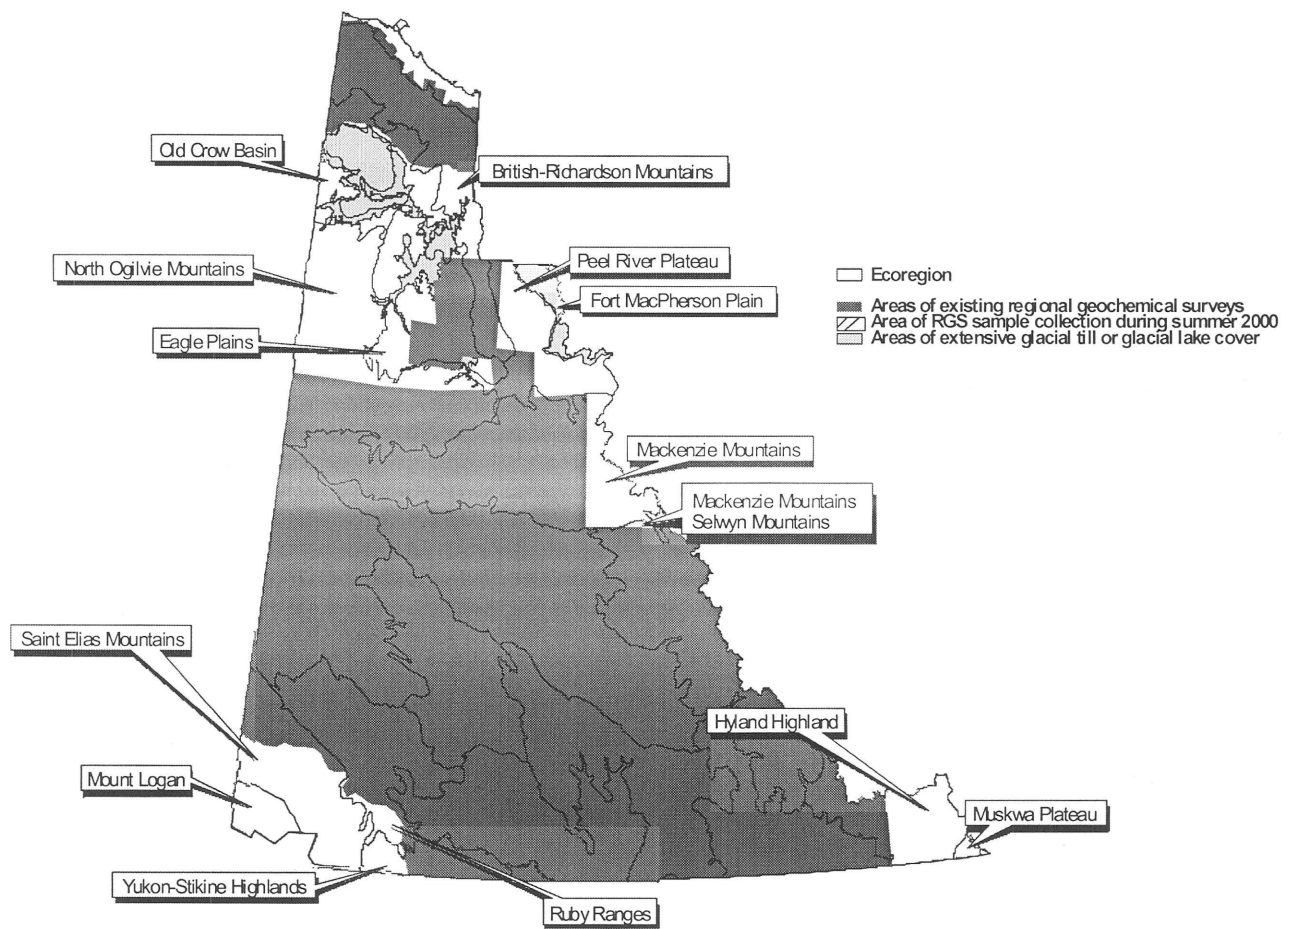 Old Crow Basin
British-Richardson Mountains
North Ogilvie Mountains
Peel River Plateau
Fort MacPherson Plain
Eagle Plains
Ecoregion
Areas of existing regional geochemical surveys
Area of RGS sample collection during summer 2000
Areas of extensive glacial till or glacial lake cover
Mackenzie Mountains
Mackenzie Mountains
Selwyn Mountains
Saint Elias Mountains
Hyland Highland
Mount Logan
Muskwa Plateau
Yukon-Stikine Highlands
Ruby Ranges